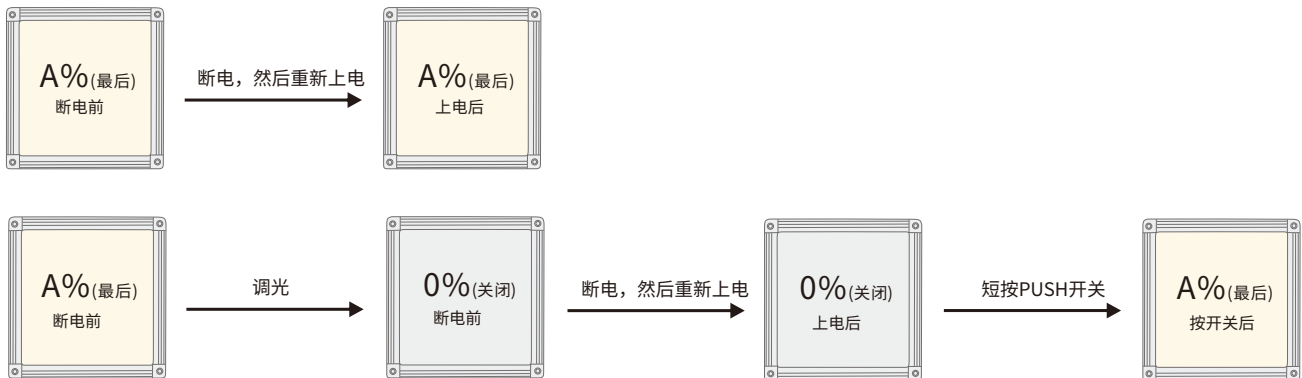 A%(最后)
断电前
断电，然后重新上电
A%(最后)
上电后
A%(最后)
断电前
调光
0%(关闭)
断电前
断电，然后重新上电
0%(关闭)
上电后
短按PUSH开关
A%(最后)
按开关后